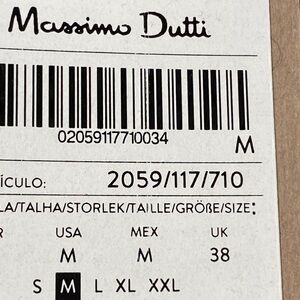 Massimo Dutti
02059117710034
M
ÍCULO: 2059/117/710
LA/TALHA/STORLEK/TAILLE/GRÖßE/SIZE:
R USA MEX UK
M M 38
S M L XL XXL